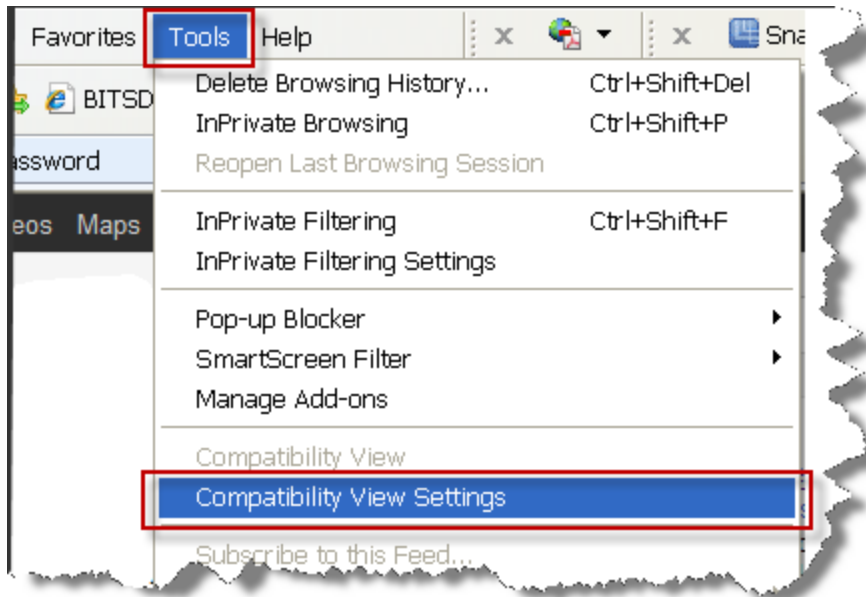 Favorites Tools Help x x Sna
BITSD
assword
eos Maps
Delete Browsing History... Ctrl+Shift+Del
InPrivate Browsing Ctrl+Shift+P
Reopen Last Browsing Session
InPrivate Filtering Ctrl+Shift+F
InPrivate Filtering Settings
Pop-up Blocker
SmartScreen Filter
Manage Add-ons
Compatibility View
Compatibility View Settings
Subscribe to this Feed...